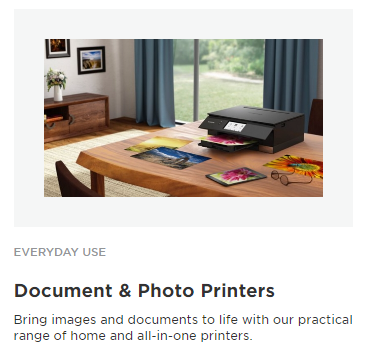 EVERYDAY USE
Document & Photo Printers
Bring images and documents to life with our practical
range of home and all-in-one printers.